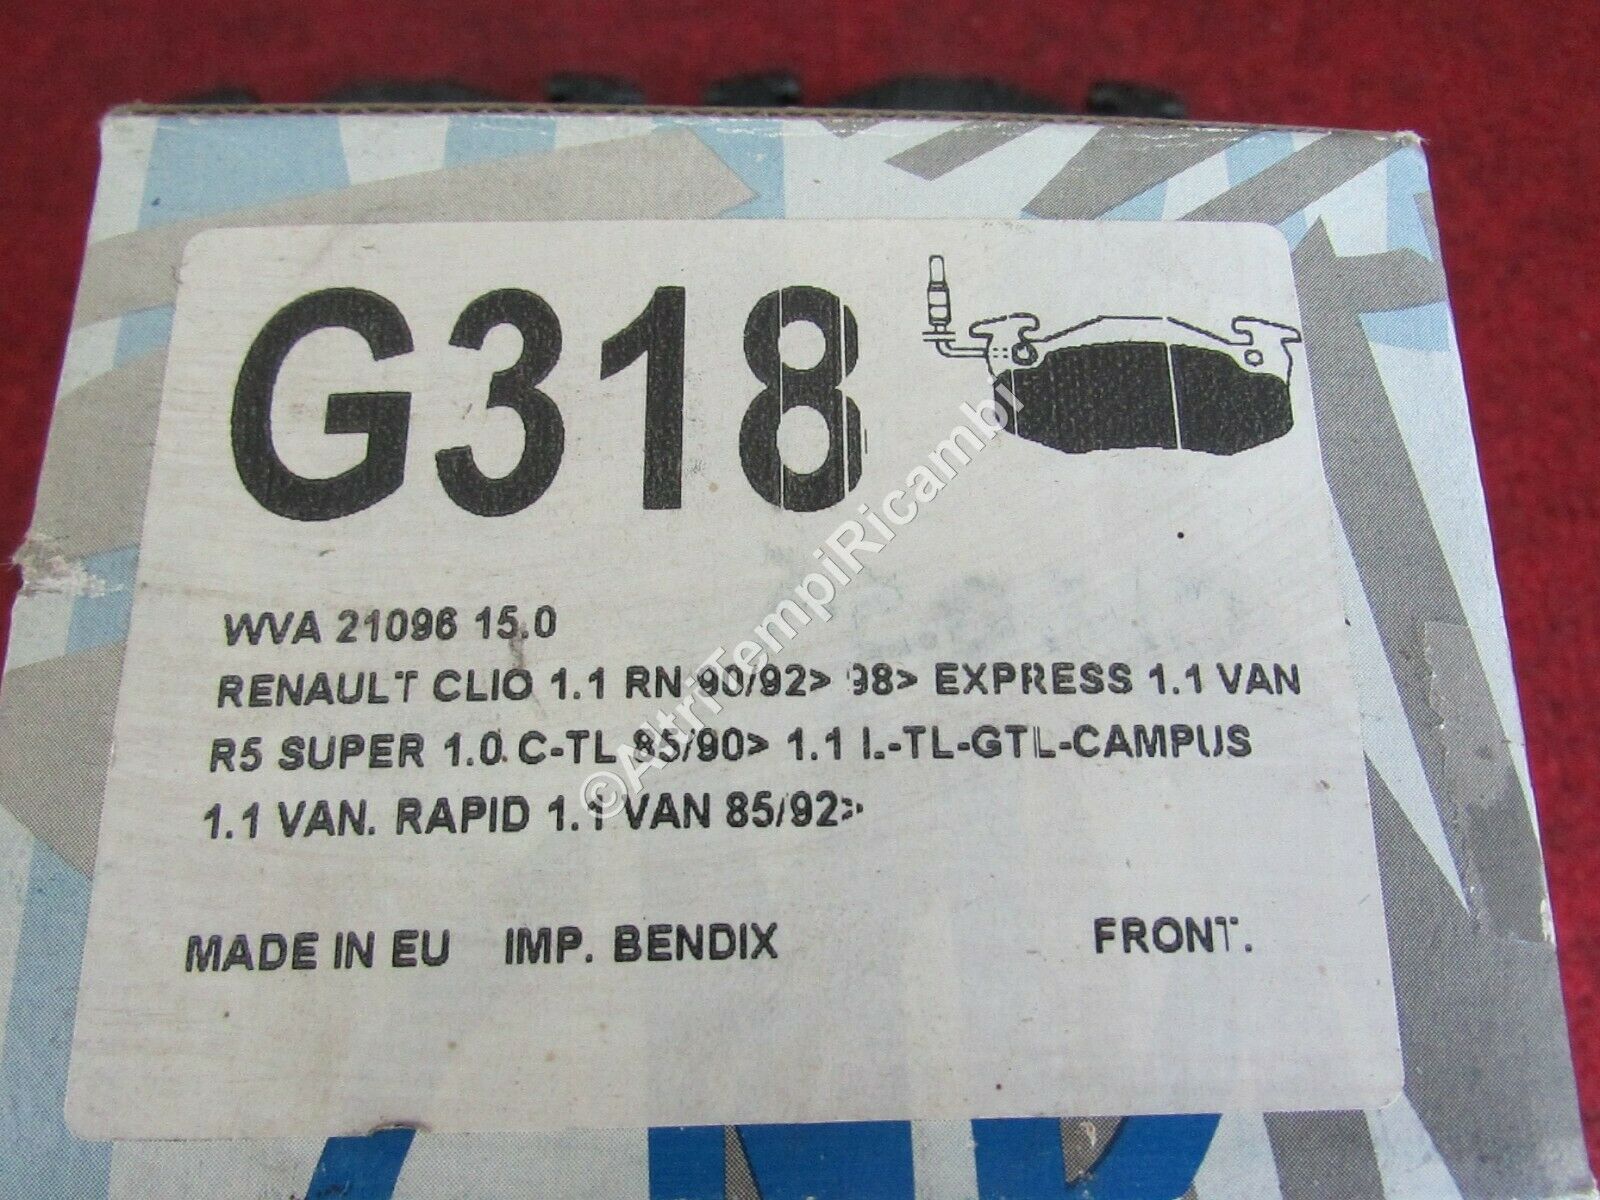 G318
WVA 21096 15.0
RENAULT CLIO 1.1 RN 90/92> 98> EXPRESS 1.1 VAN
R5 SUPER 1.0 C-TL 85/90> 1.1 L-TL-GTL-CAMPUS
1.1 VAN. RAPID 1.1 VAN 85/92>
MADE IN EU IMP. BENDIX FRONT.
©AltriTempiRicambi